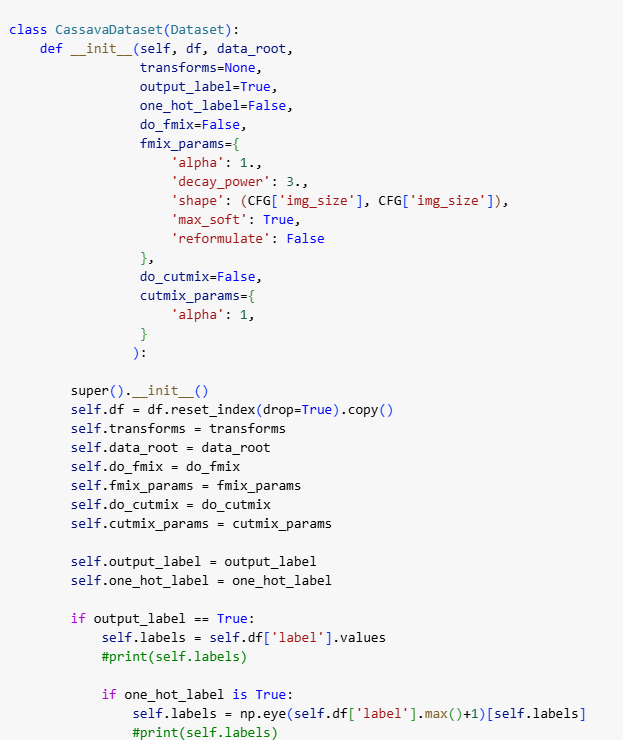 class CassavaDataset(Dataset):
    def __init__(self, df, data_root,
                 transforms=None,
                 output_label=True,
                 one_hot_label=False,
                 do_fmix=False,
                 fmix_params={
                     'alpha': 1.,
                     'decay_power': 3.,
                     'shape': (CFG['img_size'], CFG['img_size']),
                     'max_soft': True,
                     'reformulate': False
                 },
                 do_cutmix=False,
                 cutmix_params={
                     'alpha': 1,
                 }
                ):

        super().__init__()
        self.df = df.reset_index(drop=True).copy()
        self.transforms = transforms
        self.data_root = data_root
        self.do_fmix = do_fmix
        self.fmix_params = fmix_params
        self.do_cutmix = do_cutmix
        self.cutmix_params = cutmix_params

        self.output_label = output_label
        self.one_hot_label = one_hot_label

        if output_label == True:
            self.labels = self.df['label'].values
            #print(self.labels)

            if one_hot_label is True:
                self.labels = np.eye(self.df['label'].max()+1)[self.labels]
                #print(self.labels)